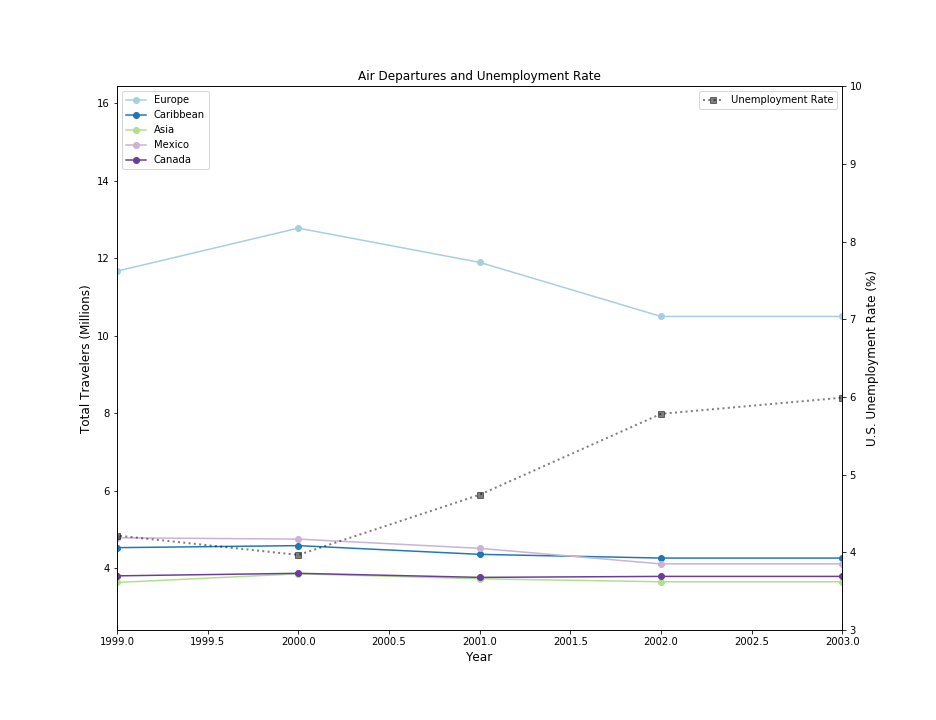 Air Departures and Unemployment Rate
Europe
Caribbean
Asia
Mexico
Canada
Unemployment Rate
16
14
12
10
8
6
4
Total Travelers (Millions)
10
9
8
7
6
5
4
3
U.S. Unemployment Rate (%)
1999.0 1999.5 2000.0 2000.5 2001.0 2001.5 2002.0 2002.5 2003.0
Year